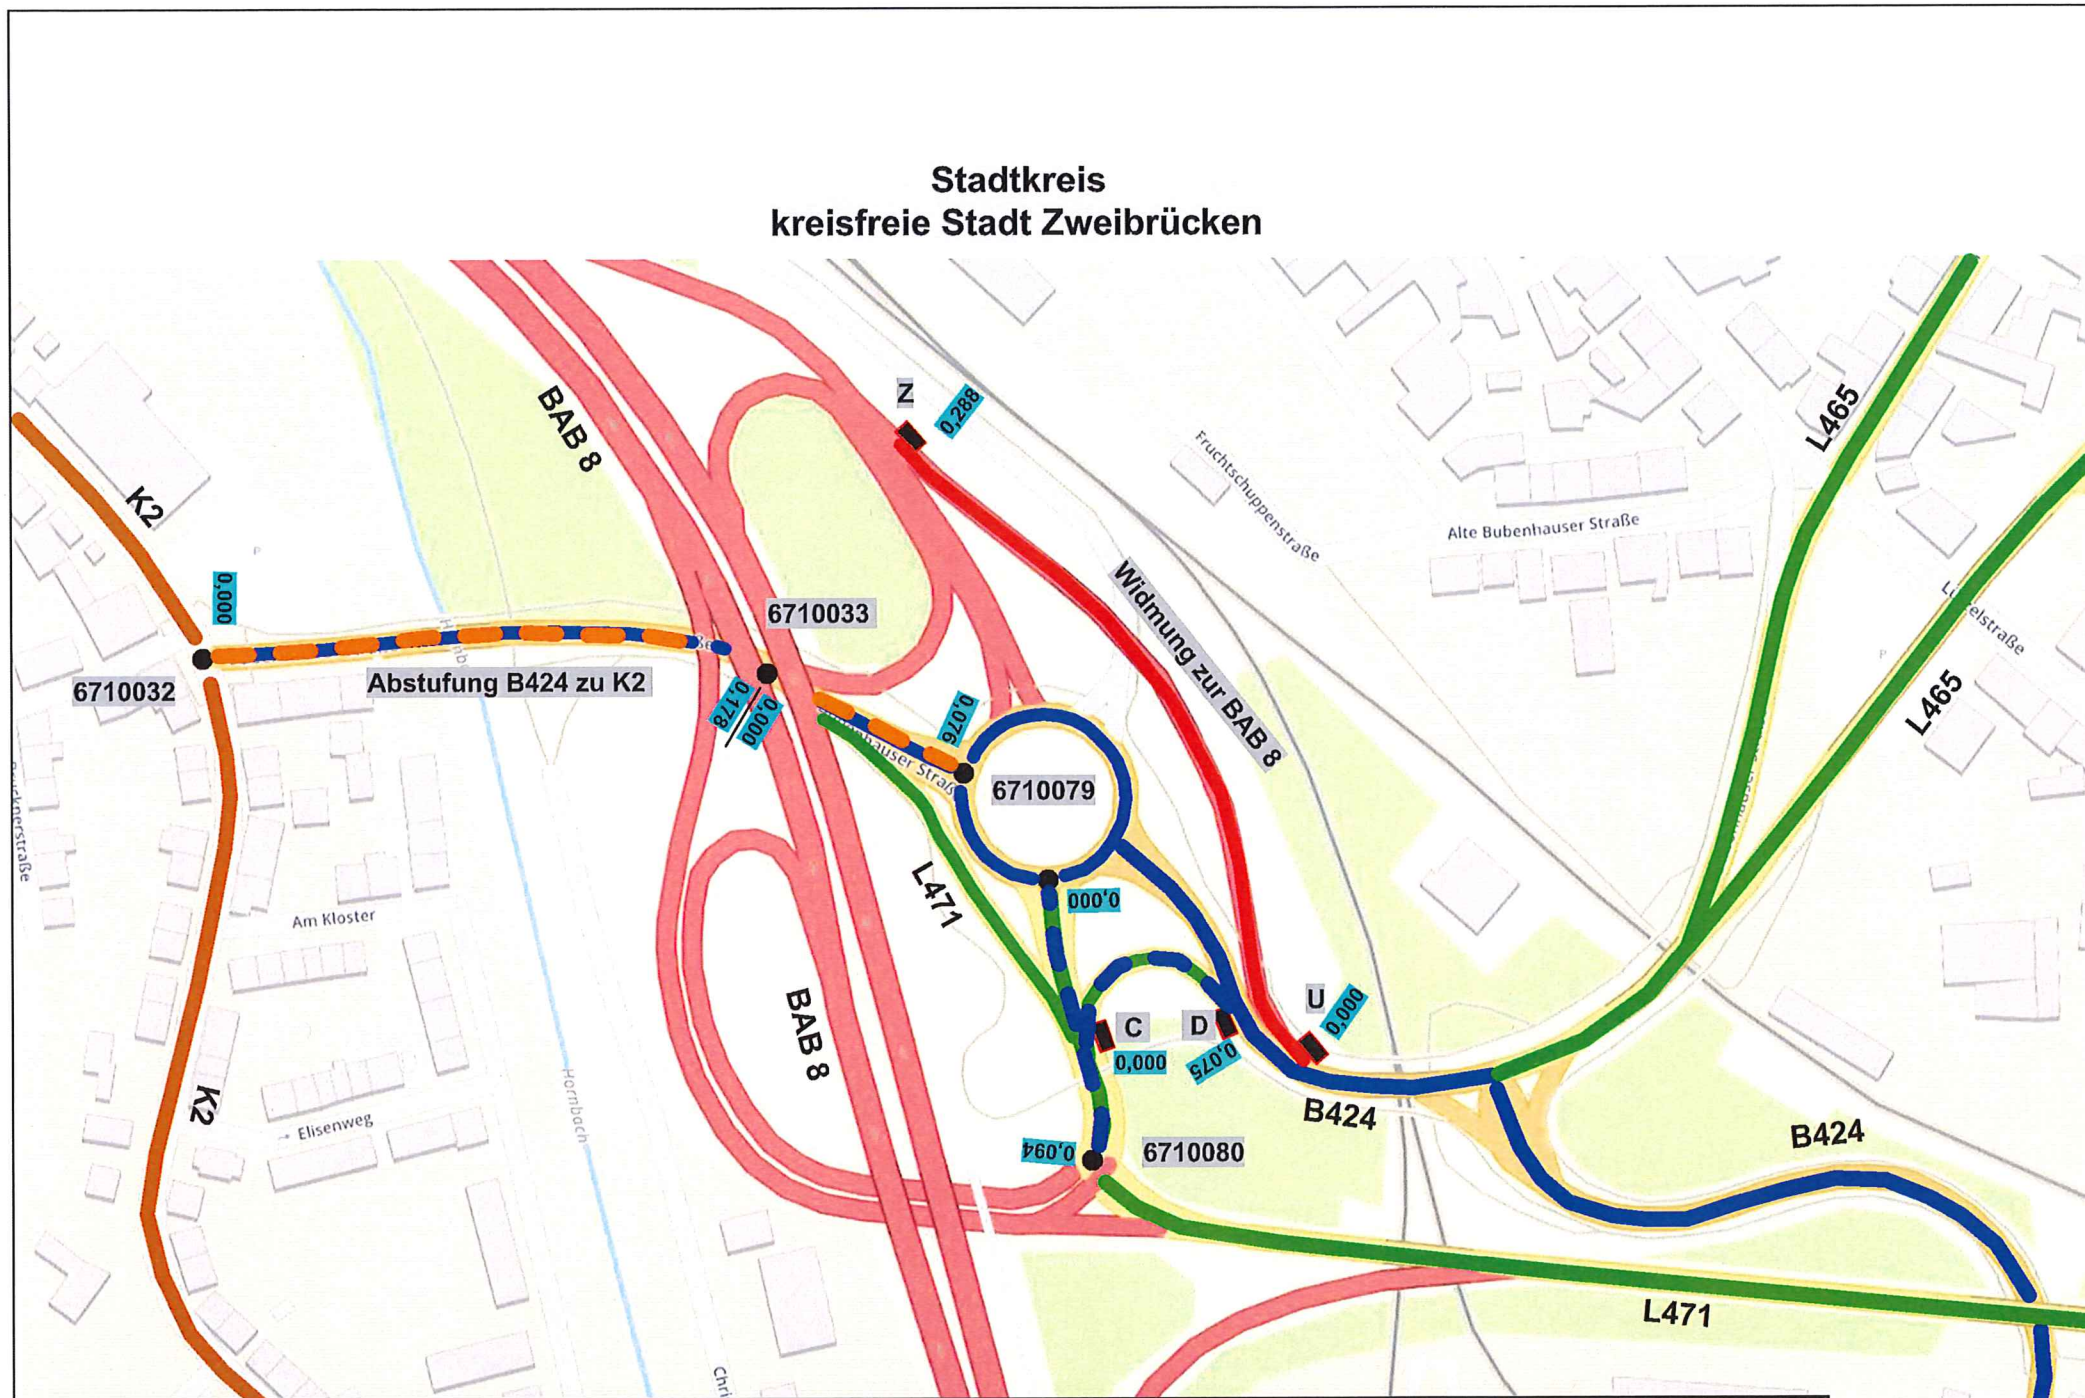 Stadtkreis
kreisfreie Stadt Zweibrücken
BAB 8
Z
0,288
L465
K2
Fruchtschuppenstraße
Alte Bubenhauser Straße
0,000
6710033
Widmung zur BAB 8
6710032
Abstufung B424 zu K2
0,178
0,000
0,076
L465
6710079
L471
Am Kloster
0,000
BAB 8
U
0,000
C
D
0,000
0,075
K2
Elisenweg
Hornbach
B424
B424
0,094
6710080
L471